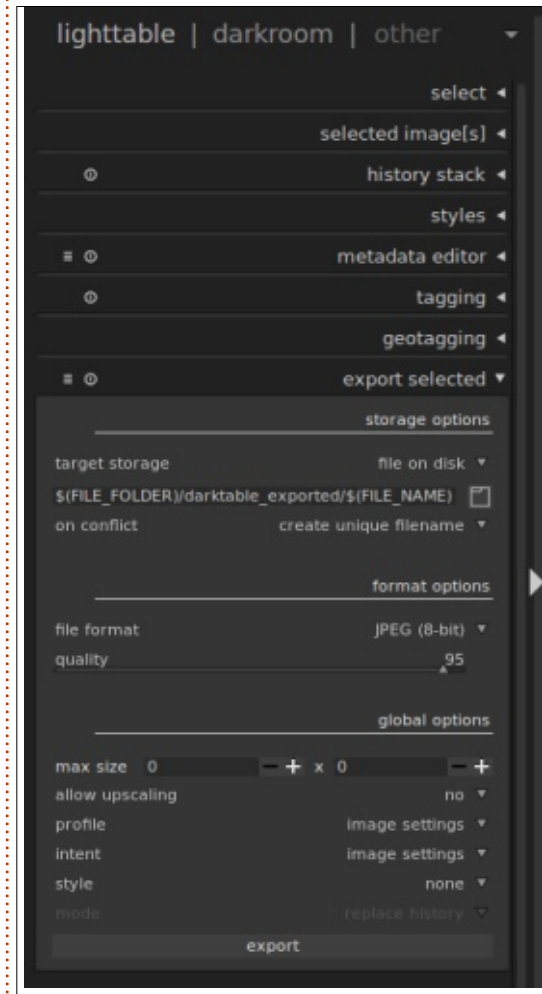 lighttable | darkroom | other
select
selected image[s]
history stack
styles
metadata editor
tagging
geotagging
export selected
storage options
target storage file on disk
$(FILE_FOLDER)/darktable_exported/$(FILE_NAME)
on conflict create unique filename
format options
file format JPEG (8-bit)
quality 95
global options
max size 0 − + x 0 − +
allow upscaling no
profile image settings
intent image settings
style none
mode replace history
export